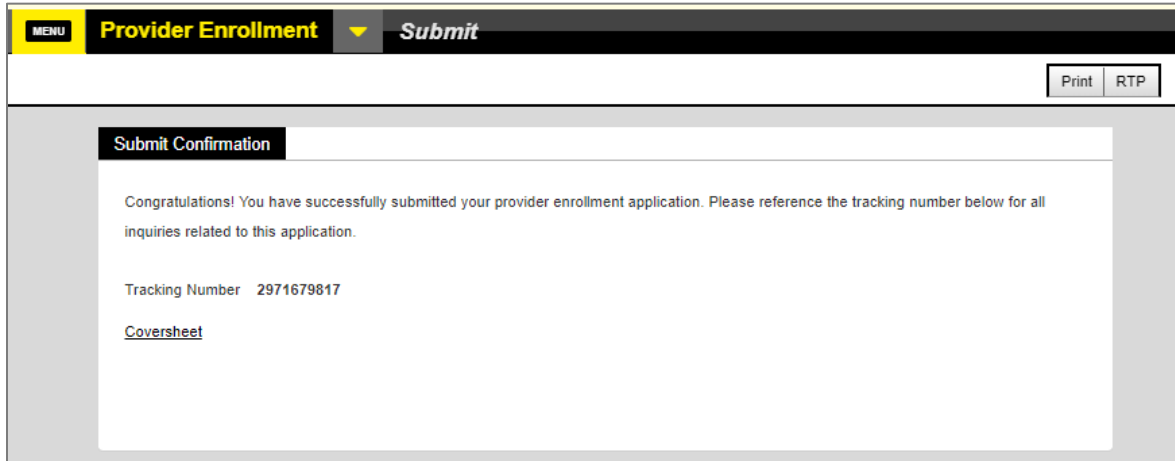 MENU Provider Enrollment Submit
Print RTP
Submit Confirmation
Congratulations! You have successfully submitted your provider enrollment application. Please reference the tracking number below for all
inquiries related to this application.
Tracking Number 2971679817
Coversheet